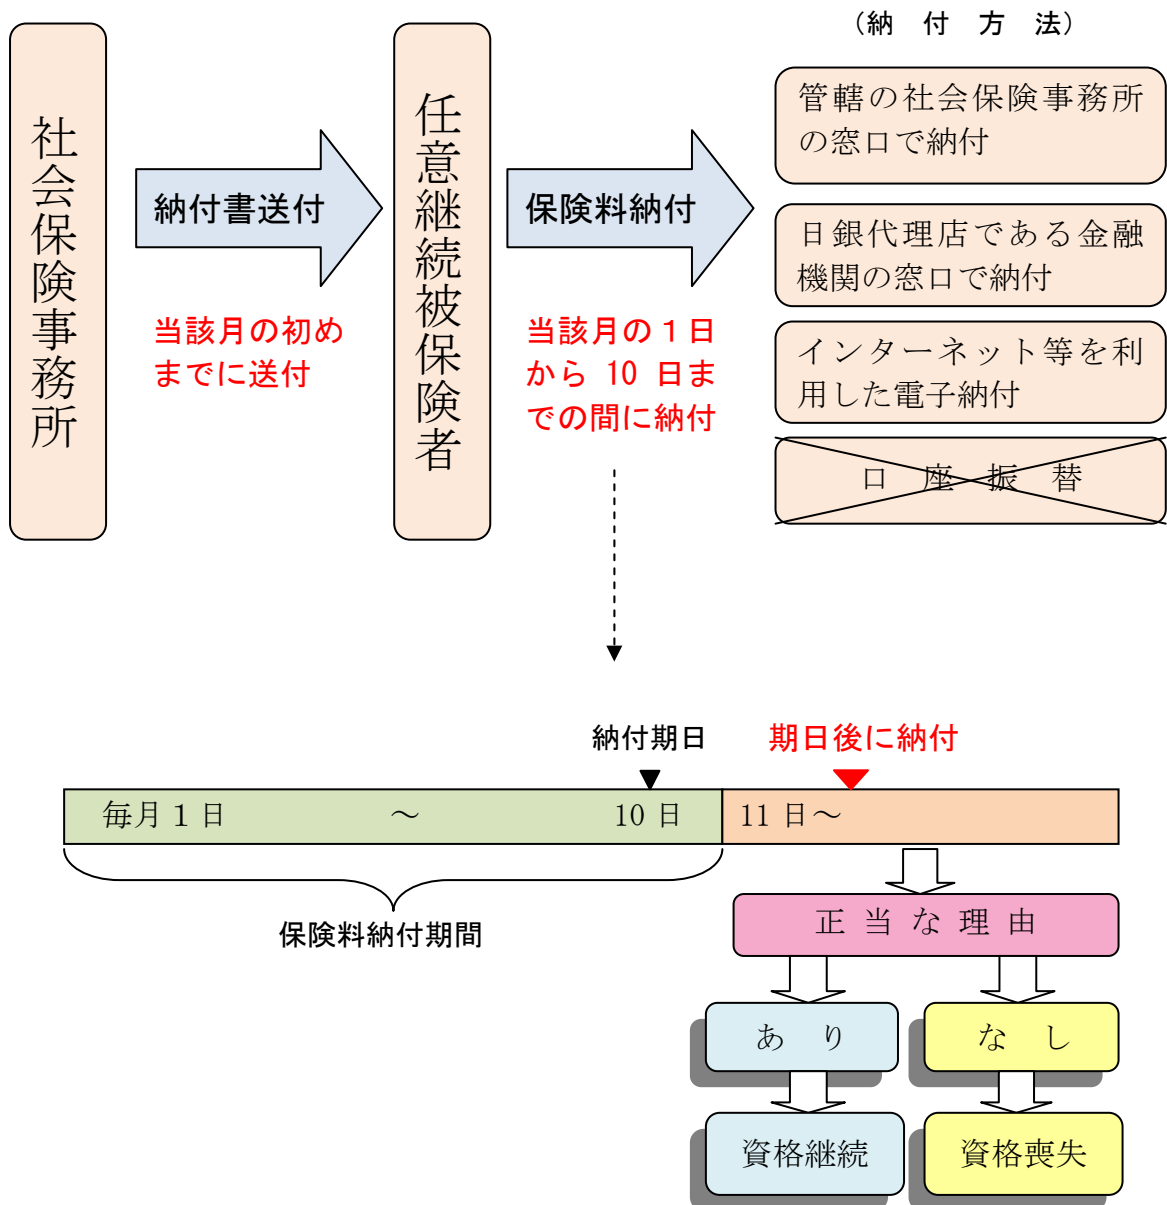 （納 付 方 法）
社会保険事務所
納付書送付
当該月の初め
までに送付
任意継続被保険者
保険料納付
当該月の１日
から 10 日ま
での間に納付
管轄の社会保険事務所
の窓口で納付
日銀代理店である金融
機関の窓口で納付
インターネット等を利
用した電子納付
口 座 振 替
納付期日
期日後に納付
毎月１日 ～ 10 日
11 日～
保険料納付期間
正 当 な 理 由
あ り
な し
資格継続
資格喪失